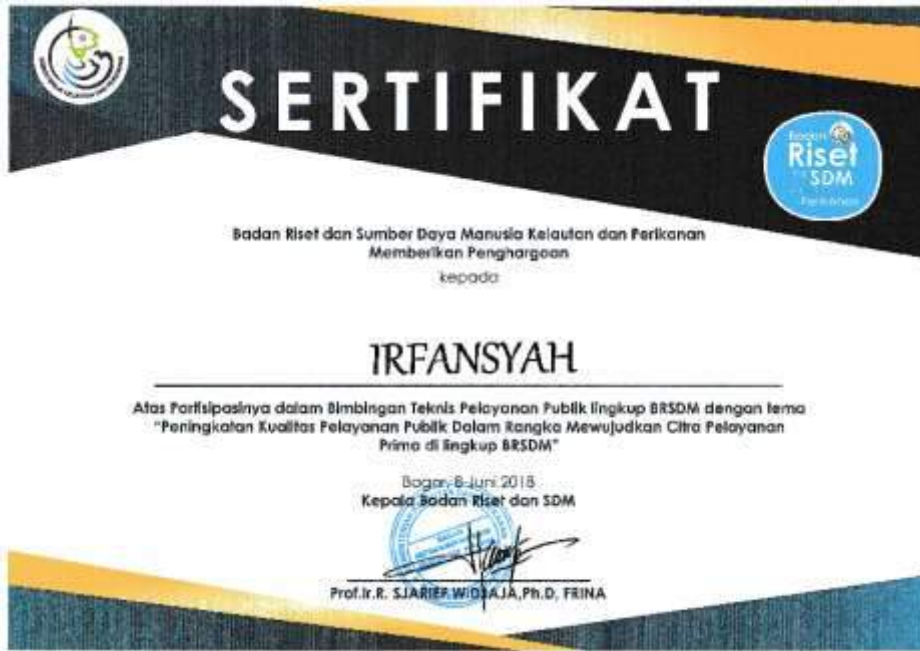 SERTIFIKAT
Badan
Riset
SDM
Perikanan
Badan Riset dan Sumber Daya Manusia Kelautan dan Perikanan
Memberikan Penghargaan
kepada
IRFANSYAH
Atas Partisipasinya dalam Bimbingan Teknis Pelayanan Publik lingkup BRSDM dengan tema
"Peningkatan Kualitas Pelayanan Publik Dalam Rangka Mewujudkan Citra Pelayanan
Prima di lingkup BRSDM"
Bogor, 8 Juni 2018
Kepala Badan Riset dan SDM
Prof.Ir.R. SJARIEF WIDJAJA,Ph.D, FRINA